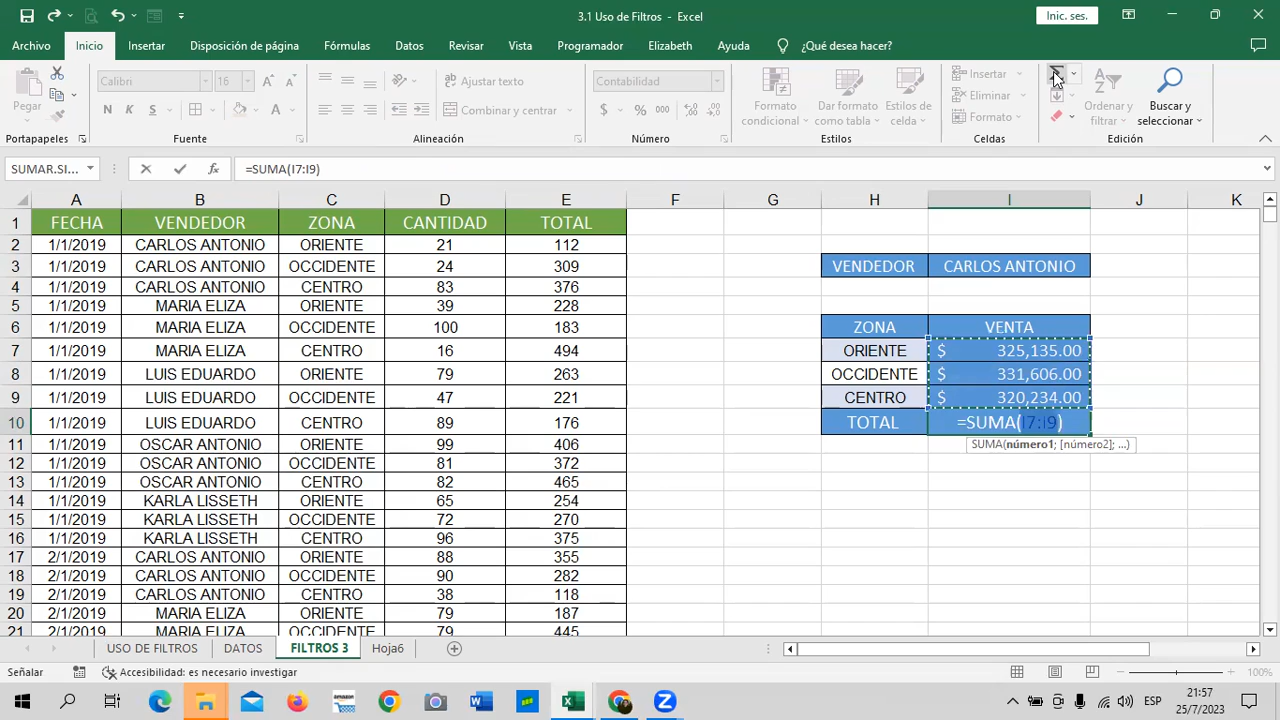 3.1 Uso de Filtros - Excel
Inic. ses.
Archivo Inicio Insertar Disposición de página Fórmulas Datos Revisar Vista Programador Elizabeth Ayuda ¿Qué desea hacer?
Pegar
Calibri 16
N K S
Ajustar texto
Combinar y centrar
Contabilidad
$ % 000
Formato condicional
Dar formato como tabla
Estilos de celda
Insertar
Eliminar
Formato
Ordenar y filtrar
Buscar y seleccionar
Portapapeles Fuente Alineación Número Estilos Celdas Edición
SUMAR.SI... fx =SUMA(I7:I9)
A B C D E F G H I J K
1 FECHA VENDEDOR ZONA CANTIDAD TOTAL
2 1/1/2019 CARLOS ANTONIO ORIENTE 21 112
3 1/1/2019 CARLOS ANTONIO OCCIDENTE 24 309 VENDEDOR CARLOS ANTONIO
4 1/1/2019 CARLOS ANTONIO CENTRO 83 376
5 1/1/2019 MARIA ELIZA ORIENTE 39 228
6 1/1/2019 MARIA ELIZA OCCIDENTE 100 183 ZONA VENTA
7 1/1/2019 MARIA ELIZA CENTRO 16 494 ORIENTE $ 325,135.00
8 1/1/2019 LUIS EDUARDO ORIENTE 79 263 OCCIDENTE $ 331,606.00
9 1/1/2019 LUIS EDUARDO OCCIDENTE 47 221 CENTRO $ 320,234.00
10 1/1/2019 LUIS EDUARDO CENTRO 89 176 TOTAL =SUMA(I7:I9)
11 1/1/2019 OSCAR ANTONIO ORIENTE 99 406 SUMA(número1; [número2]; ...)
12 1/1/2019 OSCAR ANTONIO OCCIDENTE 81 372
13 1/1/2019 OSCAR ANTONIO CENTRO 82 465
14 1/1/2019 KARLA LISSETH ORIENTE 65 254
15 1/1/2019 KARLA LISSETH OCCIDENTE 72 270
16 1/1/2019 KARLA LISSETH CENTRO 96 375
17 2/1/2019 CARLOS ANTONIO ORIENTE 88 355
18 2/1/2019 CARLOS ANTONIO OCCIDENTE 90 282
19 2/1/2019 CARLOS ANTONIO CENTRO 38 118
20 2/1/2019 MARIA ELIZA ORIENTE 79 187
21 2/1/2019 MARIA ELIZA OCCIDENTE 79 445
USO DE FILTROS DATOS FILTROS 3 Hoja6
Señalar Accesibilidad: es necesario investigar 100%
ESP 21:57
25/7/2023